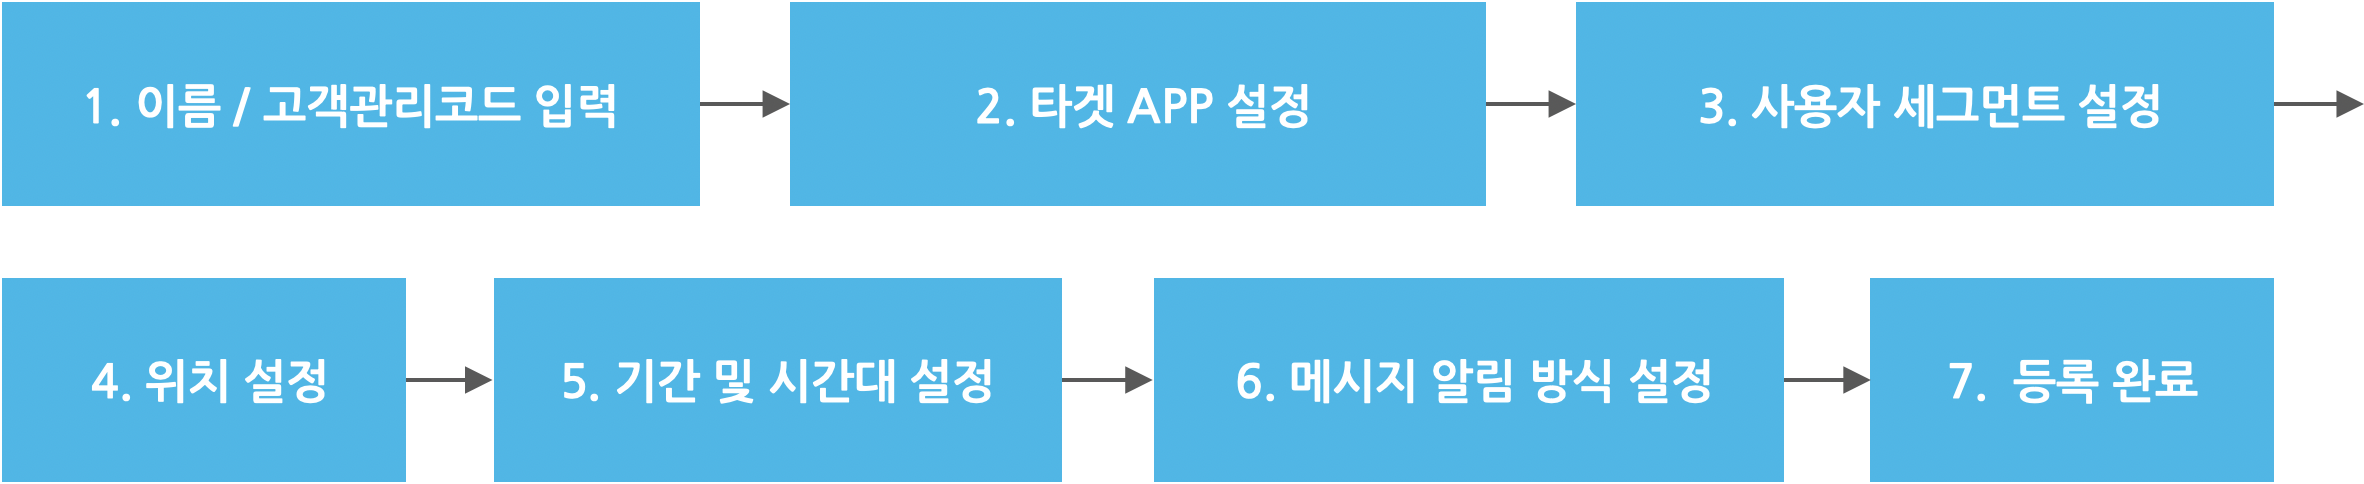 1. 이름 / 고객관리코드 입력
2. 타겟 APP 설정
3. 사용자 세그먼트 설정
4. 위치 설정
5. 기간 및 시간대 설정
6. 메시지 알림 방식 설정
7. 등록 완료